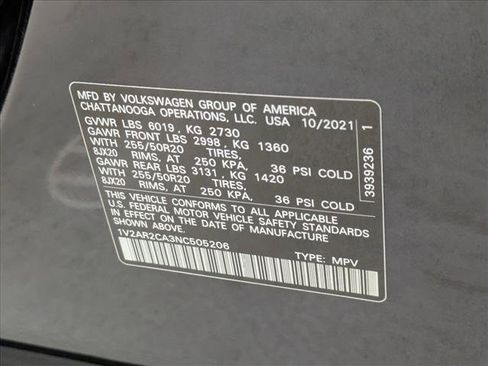 MFD BY VOLKSWAGEN GROUP OF AMERICA
CHATTANOOGA OPERATIONS, LLC. USA 10/2021
GVWR LBS 6019, KG 2730
GAWR FRONT LBS 2998, KG 1360
WITH 255/50R20 TIRES,
8JX20 RIMS, AT 250 KPA, 36 PSI COLD
GAWR REAR LBS 3131, KG 1420
WITH 255/50R20 TIRES,
8JX20 RIMS, AT 250 KPA, 36 PSI COLD
THIS VEHICLE CONFORMS TO ALL APPLICABLE
U.S. FEDERAL MOTOR VEHICLE SAFETY STANDARDS
IN EFFECT ON THE DATE OF MANUFACTURE
SHOWN ABOVE.
1V2AR2CA3NC505206
TYPE: MPV
3939236 1